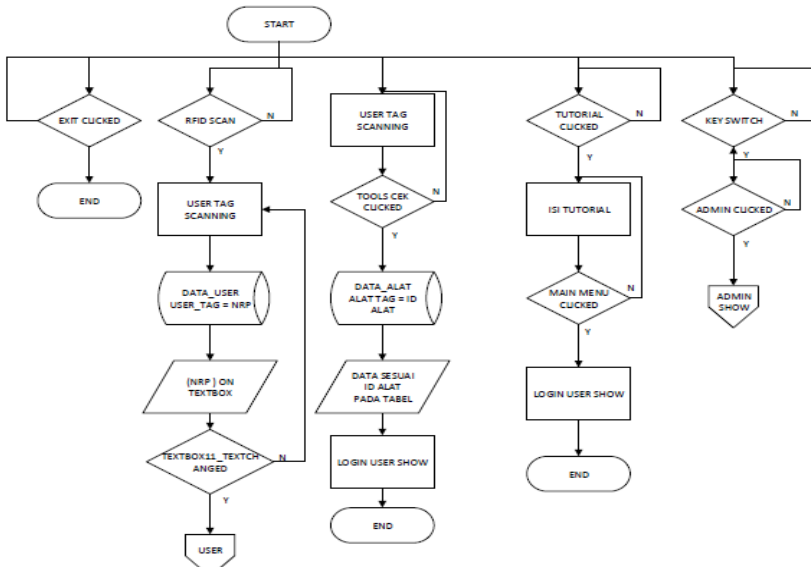 START
EXIT CLICKED
END
RFID SCAN
N
Y
USER TAG
SCANNING
DATA_USER
USER_TAG = NRP
(NRP ) ON
TEXTBOX
TEXTBOX11_TEXTCH
ANGED
N
Y
USER
USER TAG
SCANNING
TOOLS CEK
CLICKED
N
Y
DATA_ALAT
ALAT TAG = ID
ALAT
DATA SESUAI
ID ALAT
PADA TABEL
LOGIN USER SHOW
END
TUTORIAL
CLICKED
N
Y
ISI TUTORIAL
MAIN MENU
CLICKED
N
Y
LOGIN USER SHOW
END
KEY SWITCH
N
Y
ADMIN CLICKED
N
Y
ADMIN
SHOW